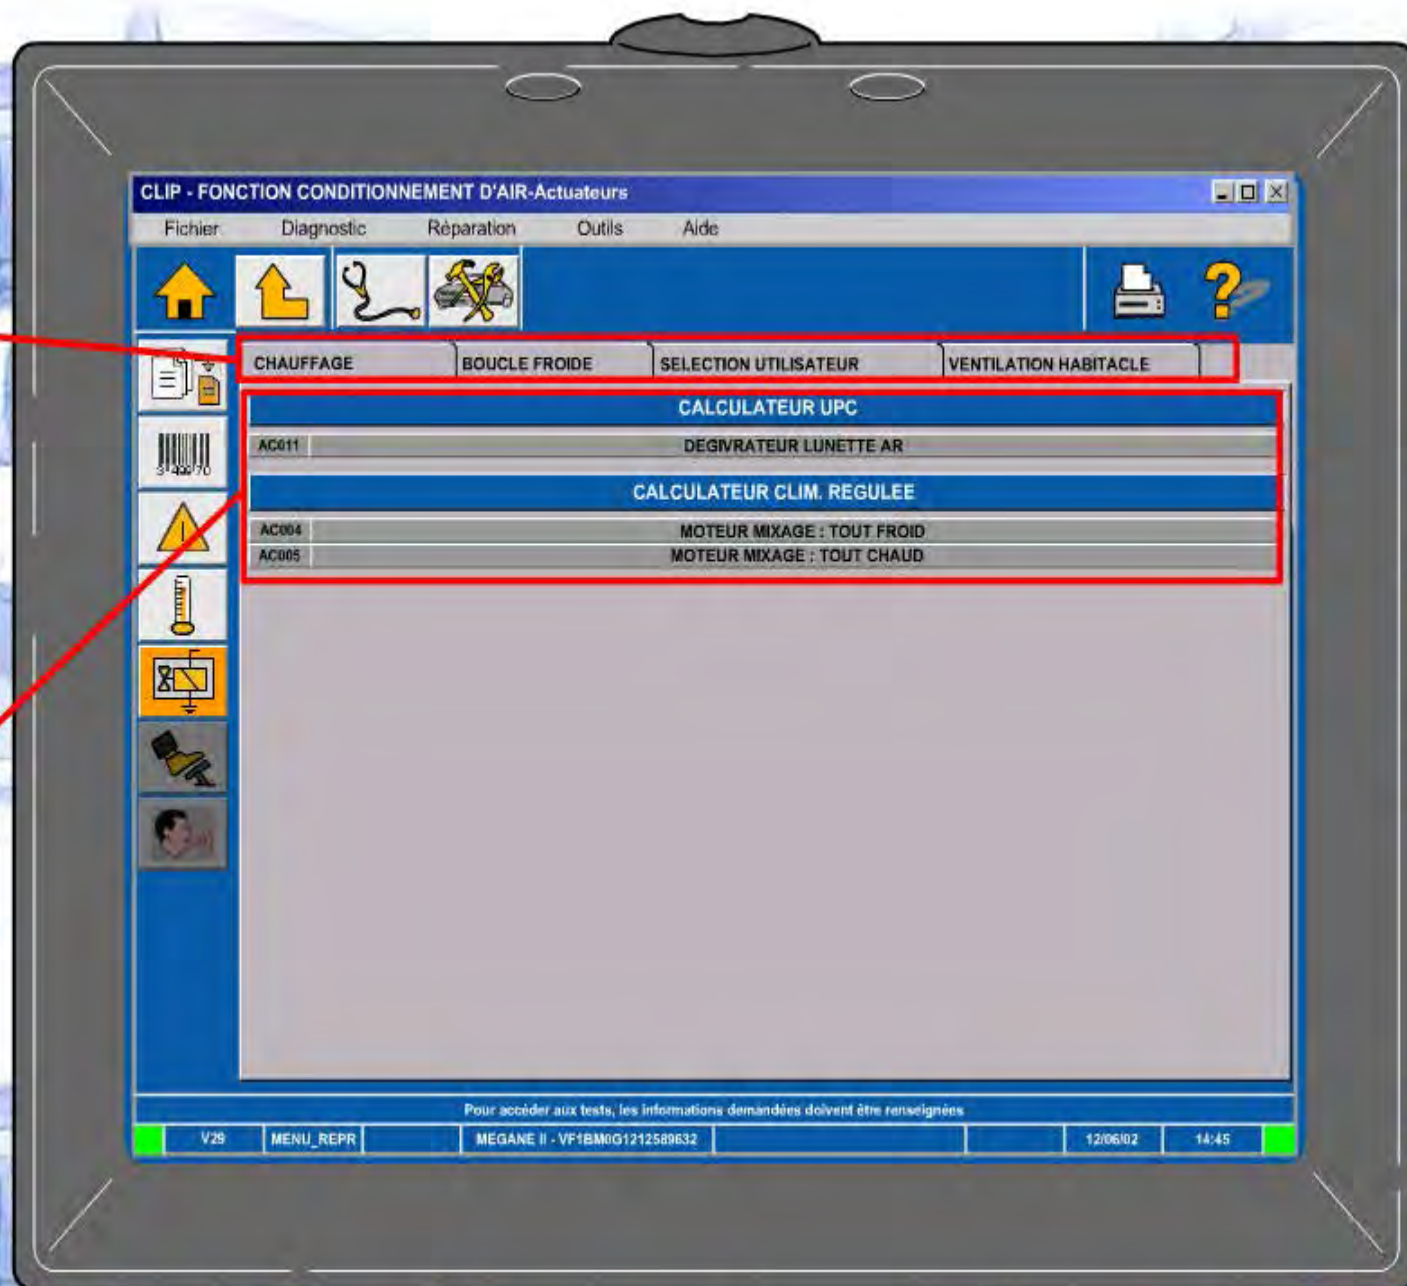 CLIP - FONCTION CONDITIONNEMENT D'AIR-Actuateurs
Fichier Diagnostic Réparation Outils Aide
CHAUFFAGE BOUCLE FROIDE SELECTION UTILISATEUR VENTILATION HABITACLE
CALCULATEUR UPC
AC011 DEGIVRATEUR LUNETTE AR
CALCULATEUR CLIM. REGULEE
AC004 MOTEUR MIXAGE : TOUT FROID
AC005 MOTEUR MIXAGE : TOUT CHAUD
Pour accéder aux tests, les informations demandées doivent être renseignées
V29 MENU_REPR MEGANE II - VF1BM0G1212589632 12/06/02 14:45